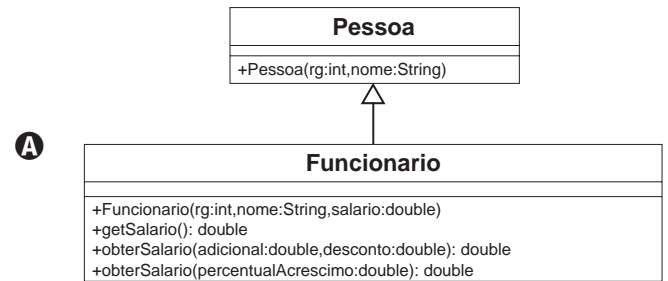 Pessoa
+Pessoa(rg:int,nome:String)
A
Funcionario
+Funcionario(rg:int,nome:String,salario:double)
+getSalario(): double
+obterSalario(adicional:double,desconto:double): double
+obterSalario(percentualAcrescimo:double): double